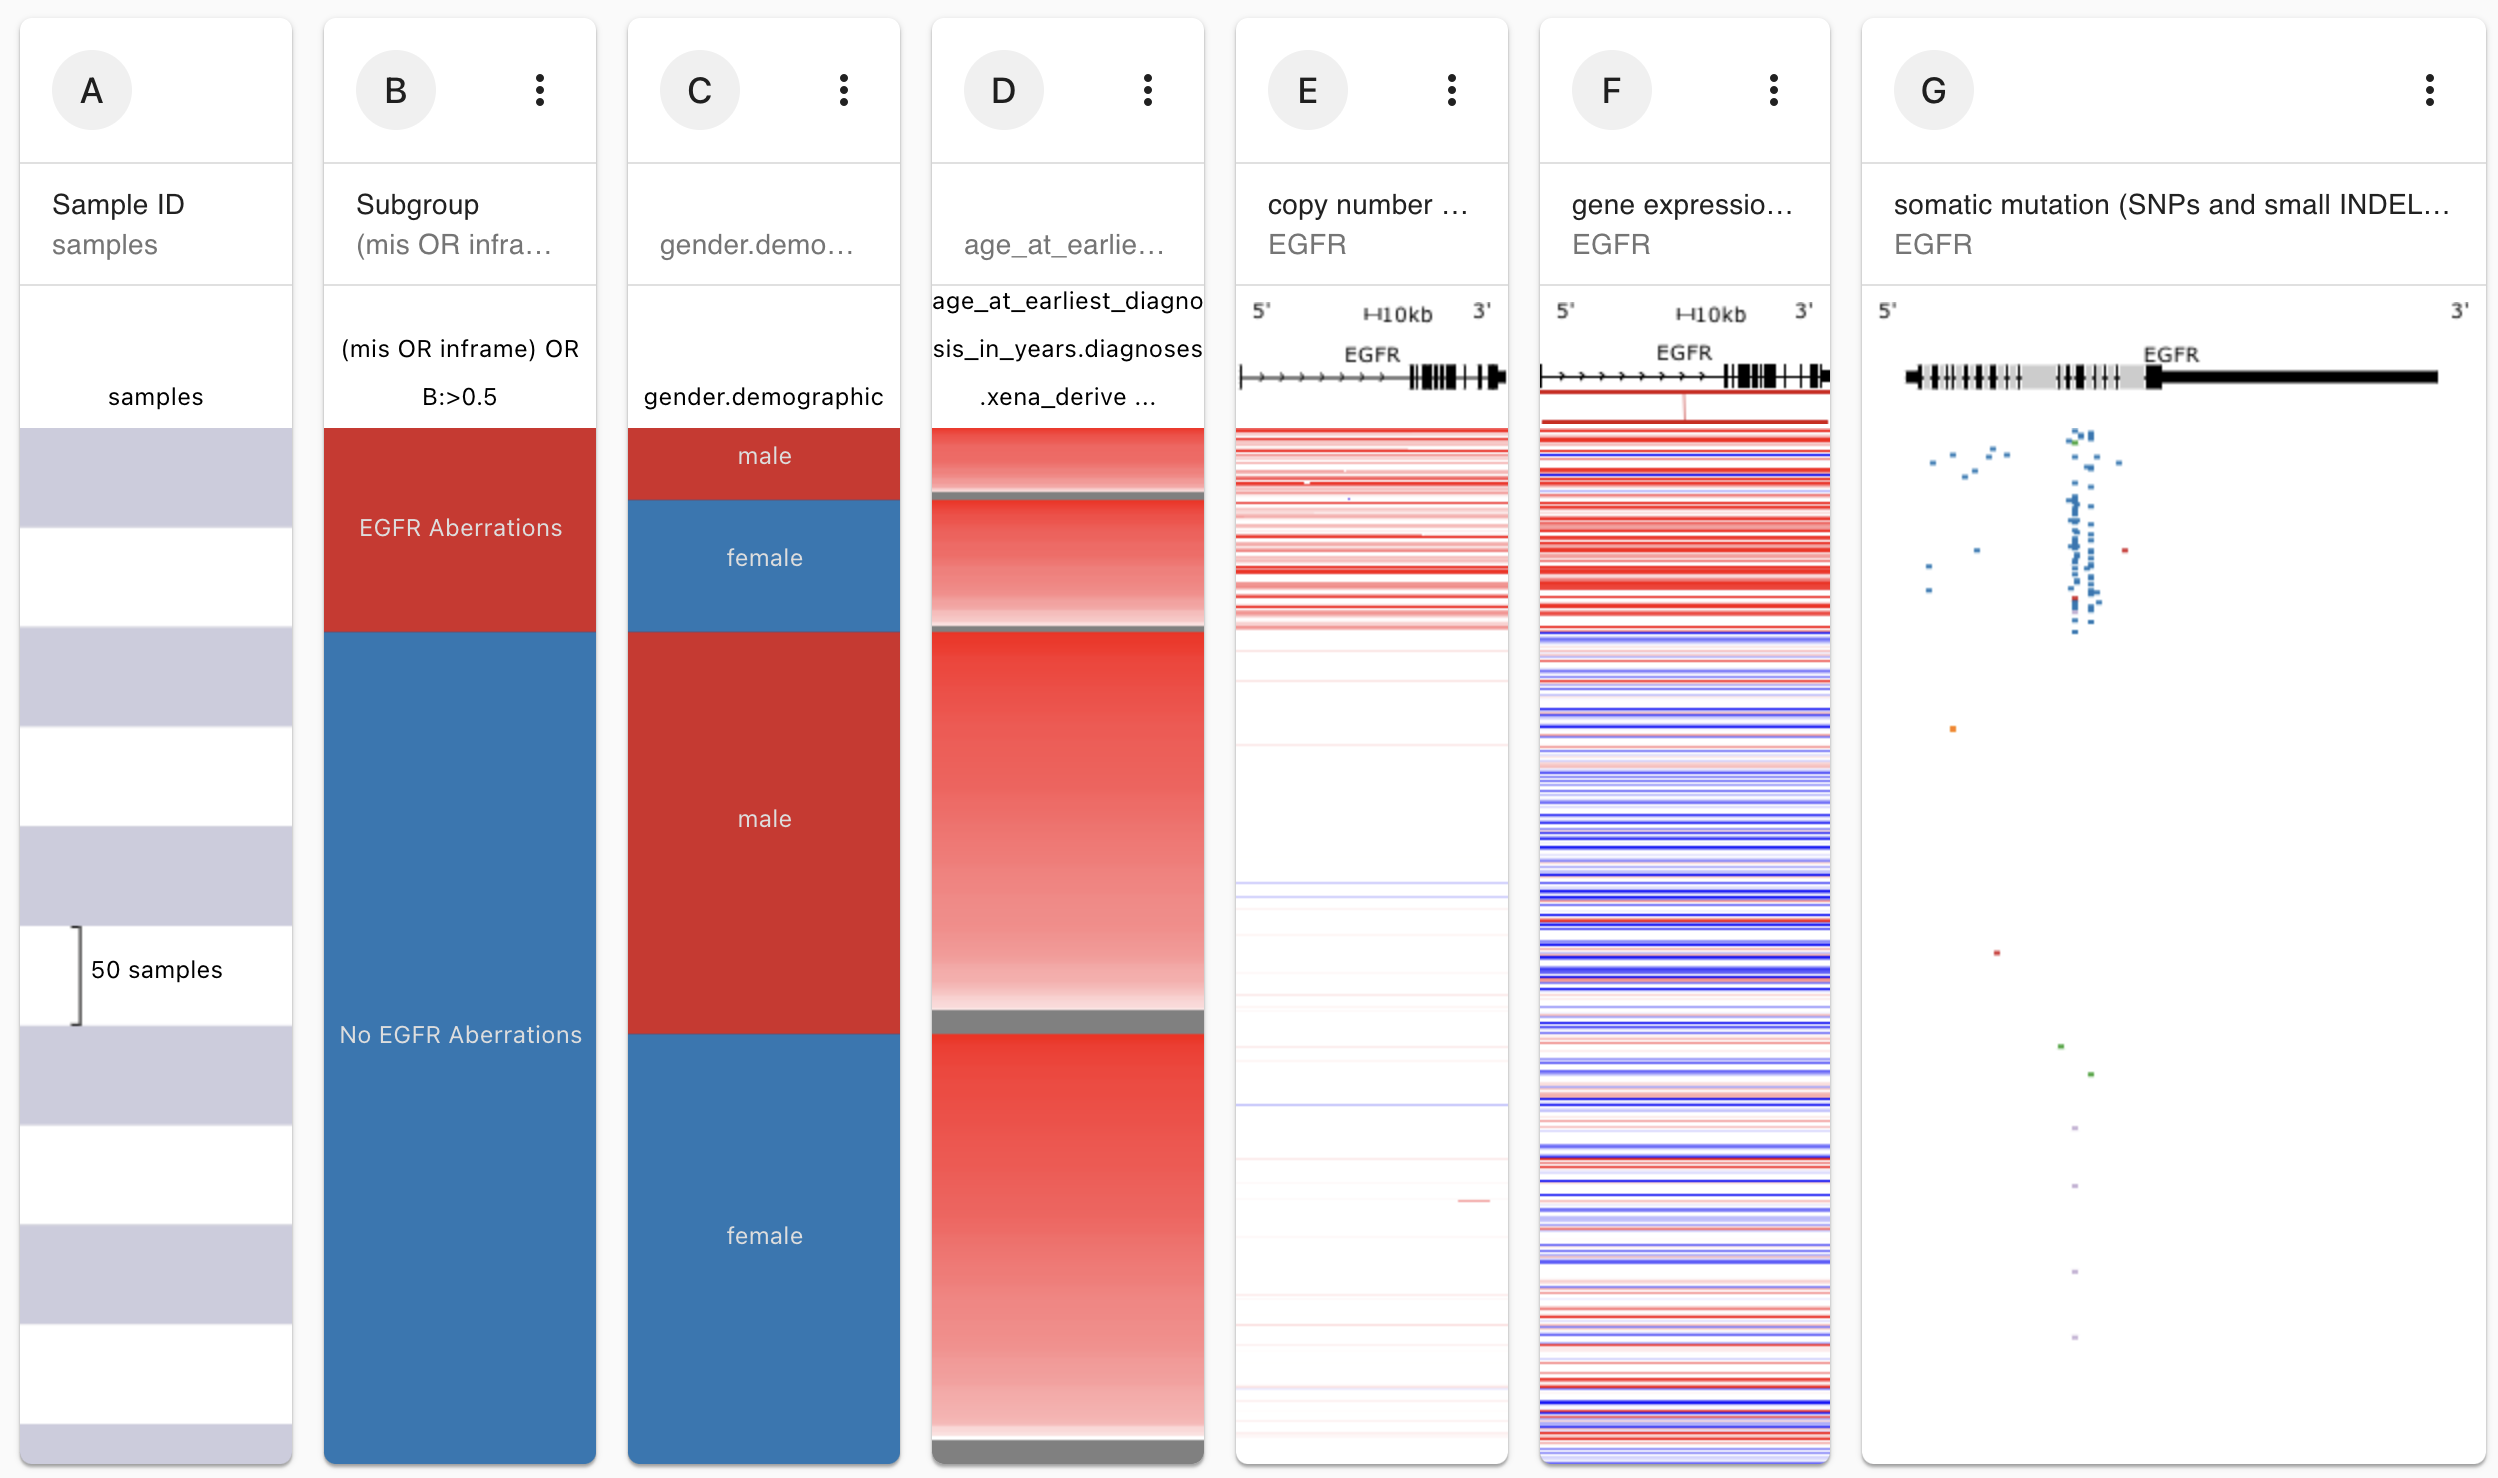 A
B
C
D
E
F
G
Sample ID
samples
Subgroup
(mis OR infra...
gender.demo...
age_at_earlie...
copy number ...
EGFR
gene expressio...
EGFR
somatic mutation (SNPs and small INDEL...
EGFR
samples
(mis OR inframe) OR
B:>0.5
gender.demographic
age_at_earliest_diagno
sis_in_years.diagnoses
.xena_derive ...
5' 10kb 3'
EGFR
5' 10kb 3'
EGFR
5' 3'
EGFR
50 samples
EGFR Aberrations
No EGFR Aberrations
male
female
male
female